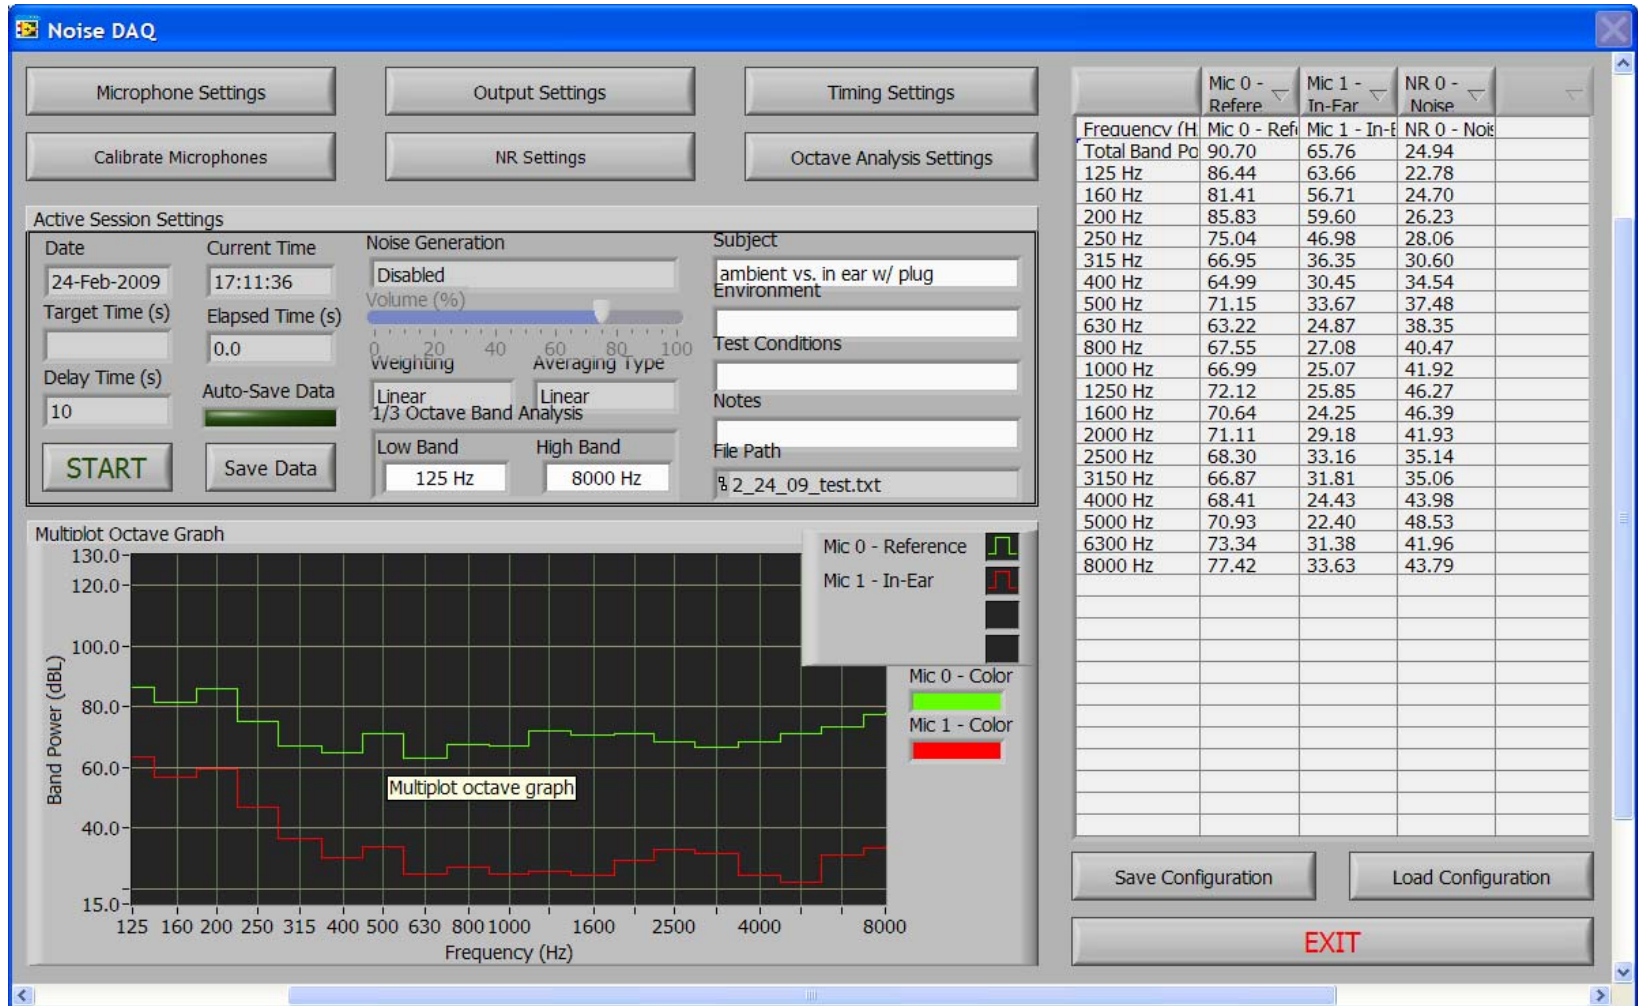 Noise DAQ
Microphone Settings
Output Settings
Timing Settings
Calibrate Microphones
NR Settings
Octave Analysis Settings
Active Session Settings
Date
Current Time
24-Feb-2009
17:11:36
Target Time (s)
Elapsed Time (s)
0.0
Delay Time (s)
Auto-Save Data
10
START
Save Data
Noise Generation
Disabled
Volume (%)
0 20 40 60 80 100
Weighting
Averaging Type
Linear
Linear
1/3 Octave Band Analysis
Low Band
High Band
125 Hz
8000 Hz
Subject
ambient vs. in ear w/ plug
Environment
Test Conditions
Notes
File Path
2_24_09_test.txt
Multiplot Octave Graph
Mic 0 - Reference
Mic 1 - In-Ear
Mic 0 - Color
Mic 1 - Color
130.0
120.0
100.0
80.0
60.0
40.0
15.0
Band Power (dBL)
Multiplot octave graph
125 160 200 250 315 400 500 630 800 1000 1600 2500 4000 8000
Frequency (Hz)
Mic 0 - Refere
Mic 1 - In-Ear
NR 0 - Noise
Frequency (H Mic 0 - Ref Mic 1 - In-E NR 0 - Nois
Total Band Po 90.70 65.76 24.94
125 Hz 86.44 63.66 22.78
160 Hz 81.41 56.71 24.70
200 Hz 85.83 59.60 26.23
250 Hz 75.04 46.98 28.06
315 Hz 66.95 36.35 30.60
400 Hz 64.99 30.45 34.54
500 Hz 71.15 33.67 37.48
630 Hz 63.22 24.87 38.35
800 Hz 67.55 27.08 40.47
1000 Hz 66.99 25.07 41.92
1250 Hz 72.12 25.85 46.27
1600 Hz 70.64 24.25 46.39
2000 Hz 71.11 29.18 41.93
2500 Hz 68.30 33.16 35.14
3150 Hz 66.87 31.81 35.06
4000 Hz 68.41 24.43 43.98
5000 Hz 70.93 22.40 48.53
6300 Hz 73.34 31.38 41.96
8000 Hz 77.42 33.63 43.79
Save Configuration
Load Configuration
EXIT